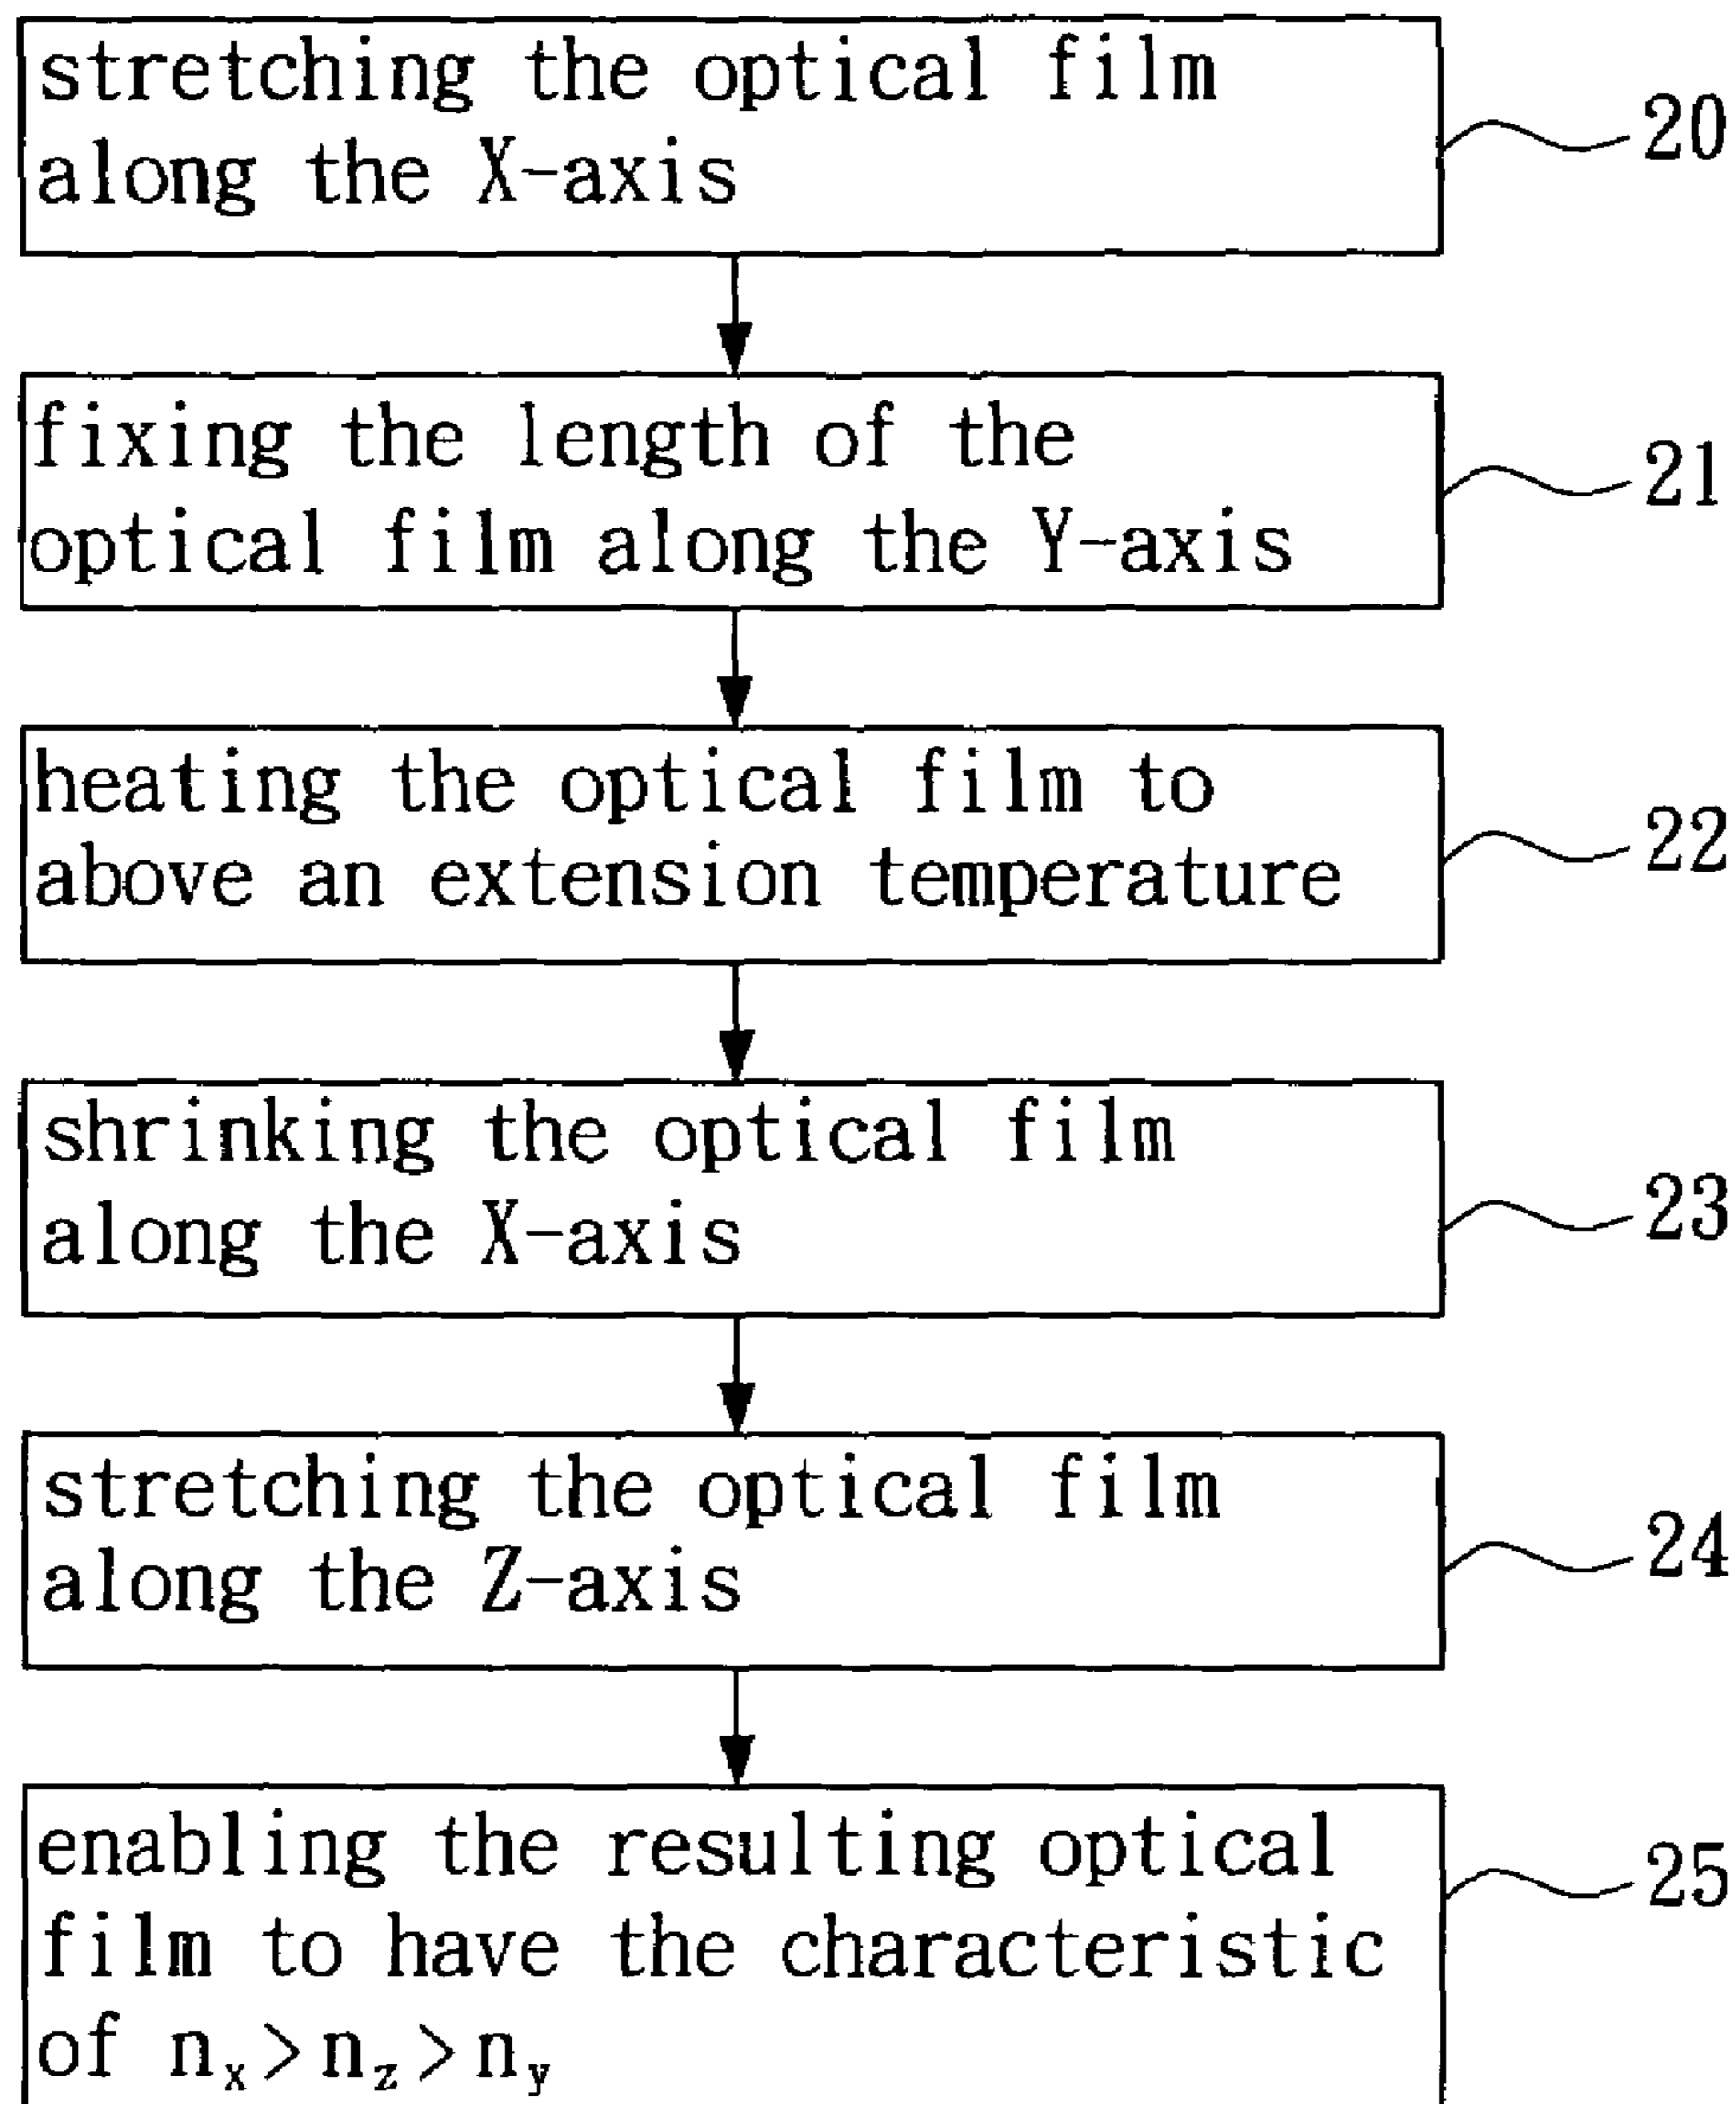 stretching the optical film
along the X-axis
20
fixing the length of the
optical film along the Y-axis
21
heating the optical film to
above an extension temperature
22
shrinking the optical film
along the X-axis
23
stretching the optical film
along the Z-axis
24
enabling the resulting optical
film to have the characteristic
of nₓ>n_z>n_y
25